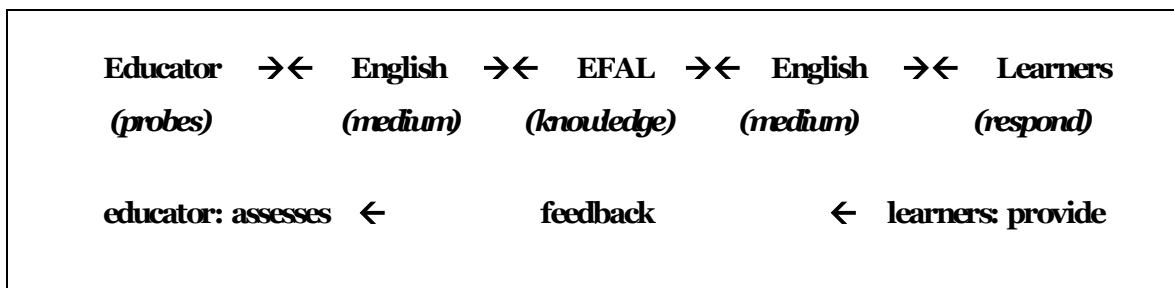 Educator →← English →← EFAL →← English →← Learners
(probes) (medium) (knowledge) (medium) (respond)
educator: assesses ← feedback ← learners: provide